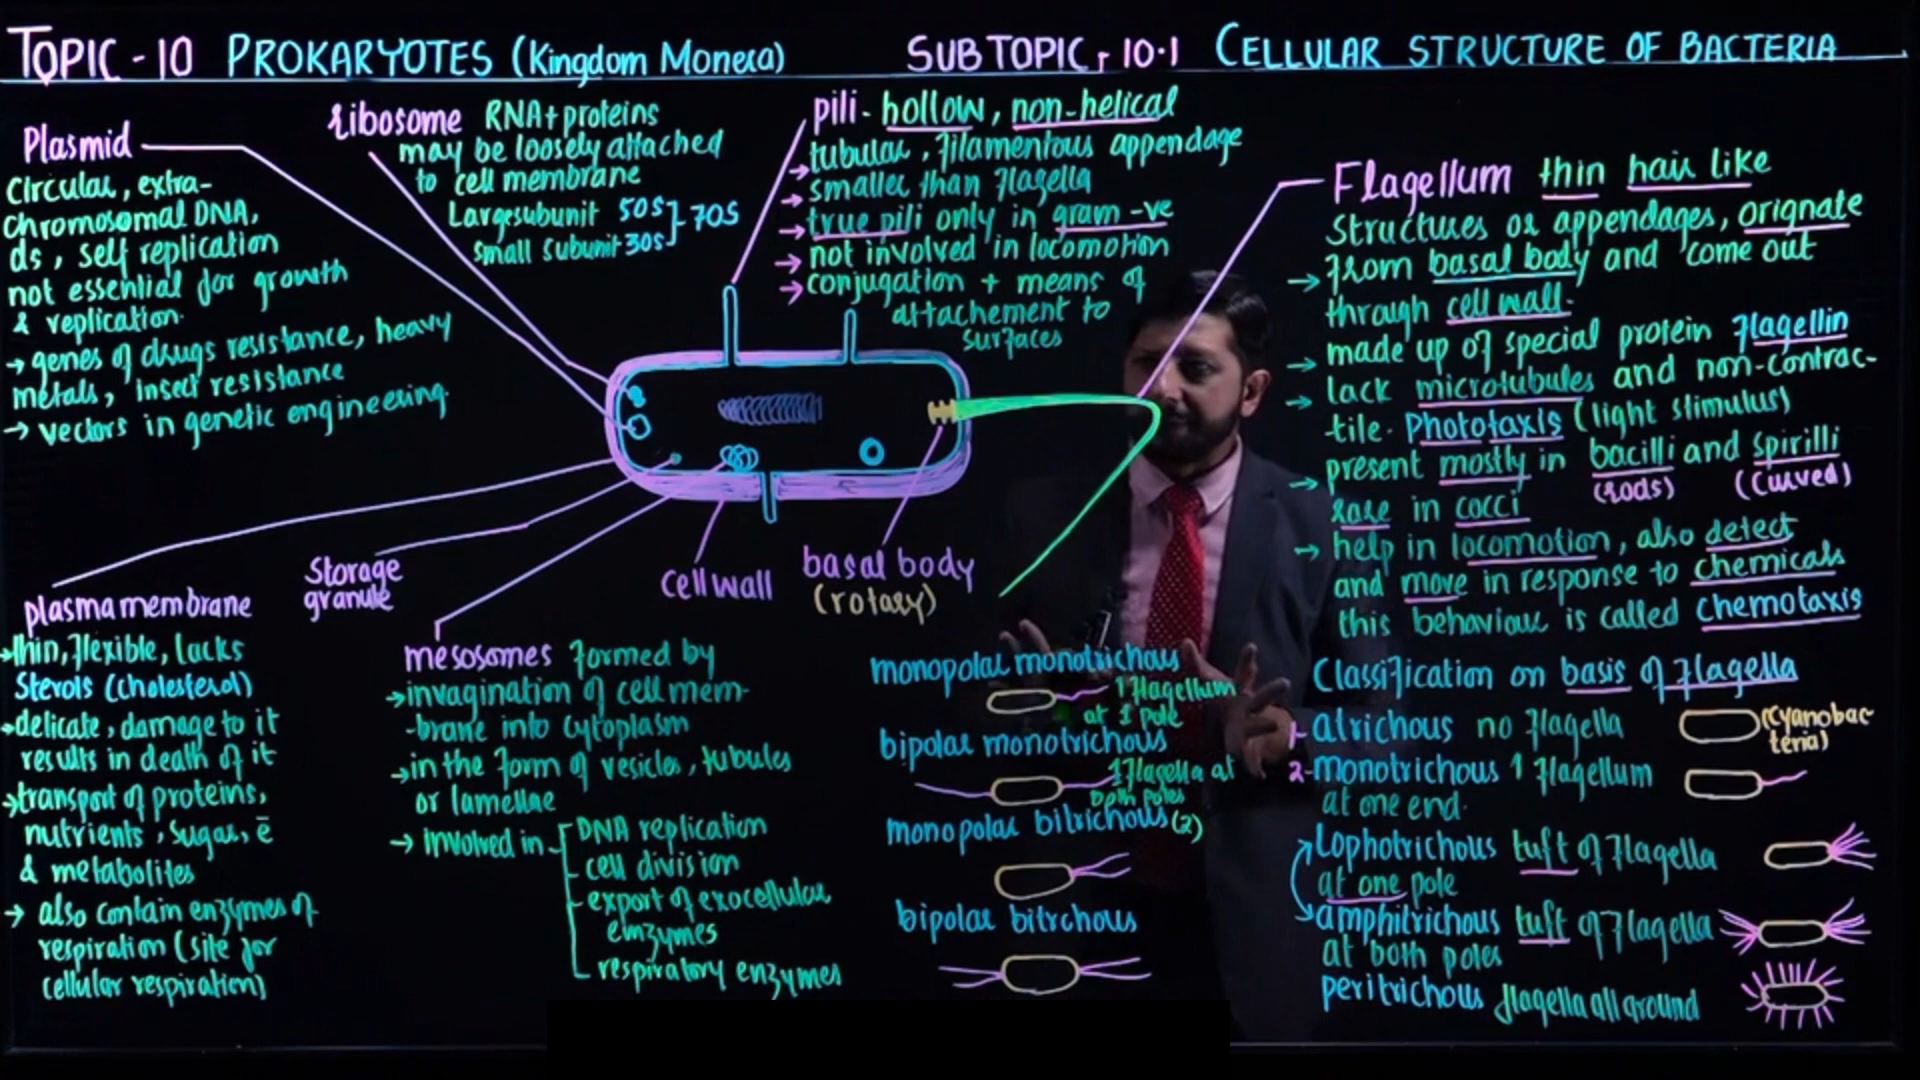 TOPIC - 10 PROKARYOTES (Kingdom Monera) SUBTOPIC, 10.1 CELLULAR STRUCTURE OF BACTERIA
Plasmid
Circular, extra-
chromosomal DNA,
ds, self replication
not essential for growth
& replication.
→ genes of drugs resistance, heavy
metals, Insect resistance
→ vectors in genetic engineering.
ribosome RNA + proteins
may be loosely attached
to cell membrane
Large subunit 50S
small subunit 30S
70S
pili - hollow, non-helical
tubular, filamentous appendage
→ smaller than flagella
→ true pili only in gram -ve
→ not involved in locomotion
→ conjugation + means of
attachement to
surfaces
Flagellum thin hair like
structures or appendages, orignate
→ from basal body and come out
through cell wall.
→ made up of special protein flagellin
→ lack microtubules and non-contrac-
-tile. Phototaxis (light stimulus)
→ present mostly in bacilli and spirilli
(rods) (curved)
rare in cocci
→ help in locomotion, also detect
and move in response to chemicals
this behaviour is called chemotaxis
plasma membrane
→ thin, flexible, lacks
sterols (cholesterol)
→ delicate, damage to it
results in death of it
→ transport of proteins,
nutrients, sugar, ē
& metabolites
→ also contain enzymes of
respiration (site for
cellular respiration)
Storage
granule
cell wall
basal body
(rotary)
mesosomes formed by
→ invagination of cell mem-
-brane into cytoplasm
→ in the form of vesicles, tubules
or lamellae
→ Involved in
DNA replication
cell division
export of exocellular
emzymes
respiratory enzymes
monopolar monotrichous
1 flagellum
at 1 pole
bipolar monotrichous
1 flagella at
both poles
monopolar bitrichous (2)
bipolar bitrchous
Classification on basis of flagella
1- atrichous no flagella
(cyanobac-
teria)
2- monotrichous 1 flagellum
at one end.
Lophotrichous tuft of flagella
at one pole
amphitrichous tuft of flagella
at both poles
peritrichous flagella all around